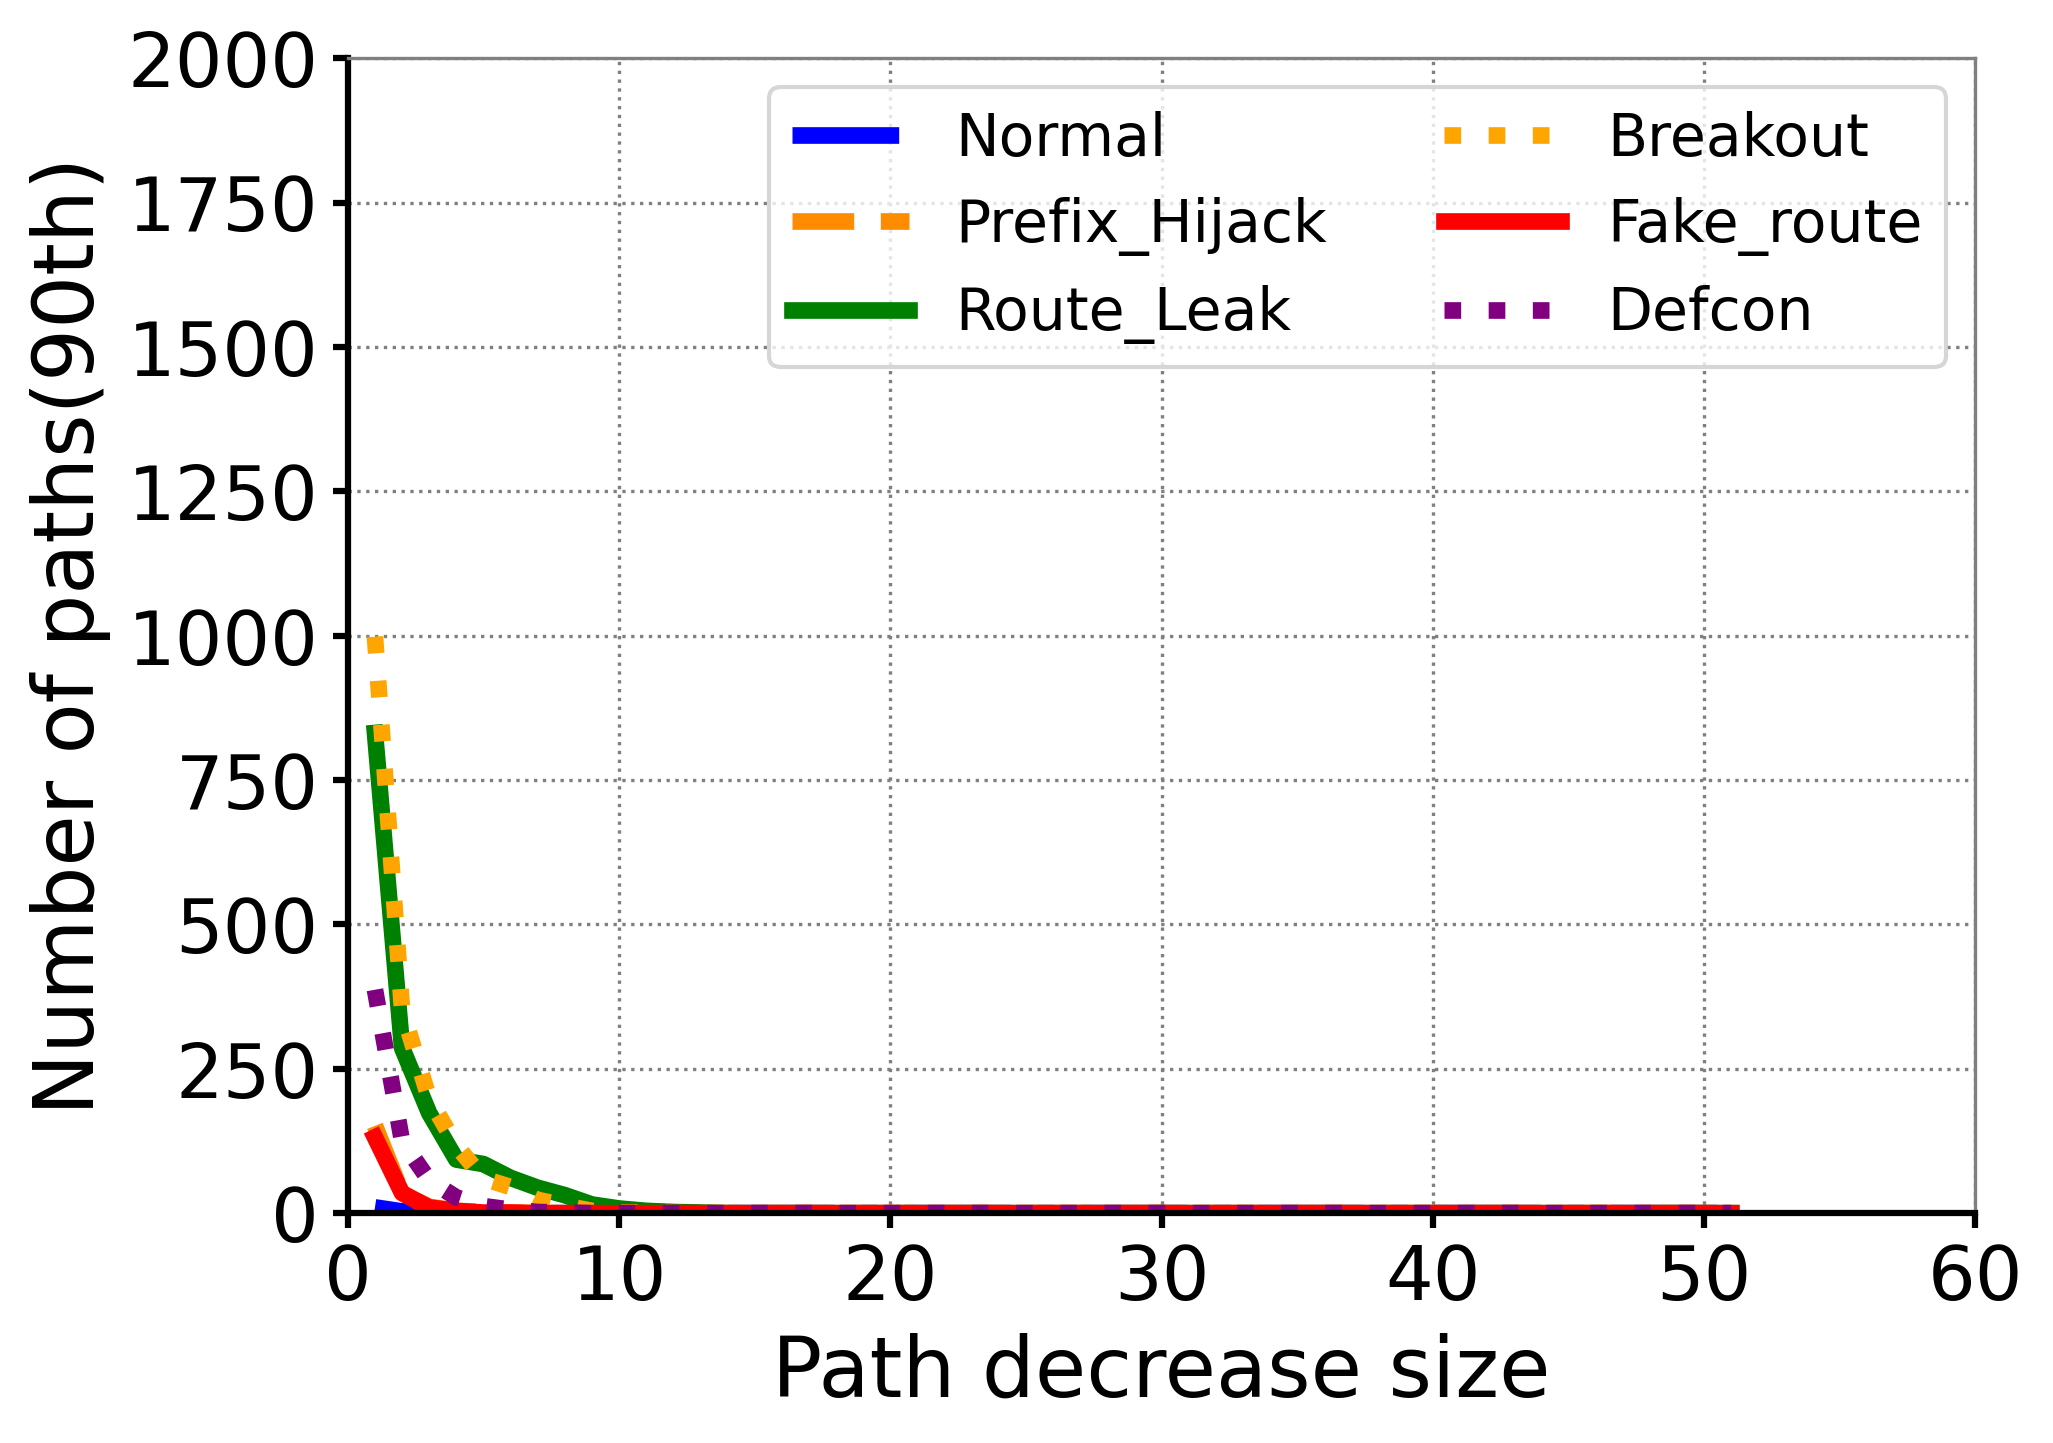 Number of paths(90th)
2000
1750
1500
1250
1000
750
500
250
0
Normal
Prefix_Hijack
Route_Leak
Breakout
Fake_route
Defcon
0 10 20 30 40 50 60
Path decrease size